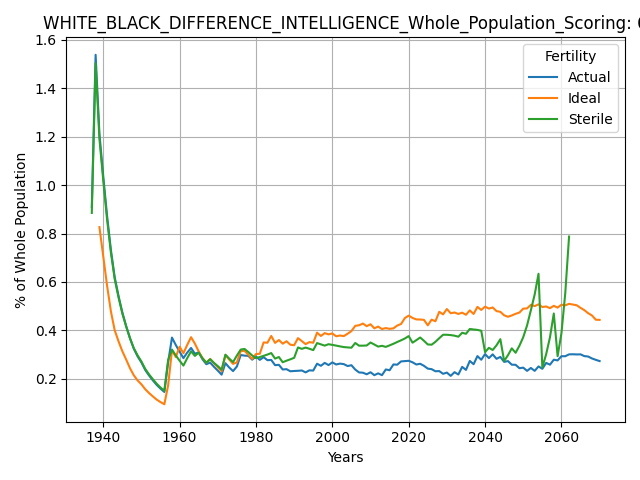 WHITE_BLACK_DIFFERENCE_INTELLIGENCE_Whole_Population_Scoring:
Fertility
Actual
Ideal
Sterile
% of Whole Population
1.6
1.4
1.2
1.0
0.8
0.6
0.4
0.2
1940 1960 1980 2000 2020 2040 2060
Years